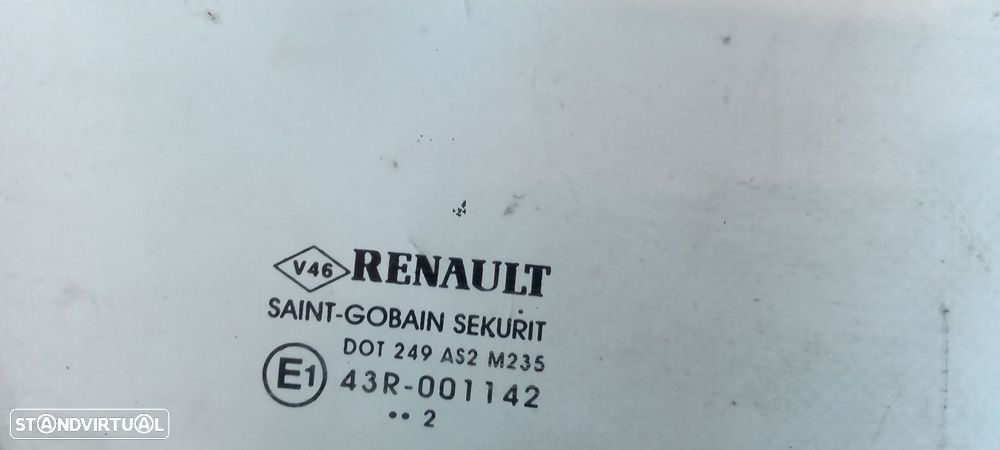 V46 RENAULT
SAINT-GOBAIN SEKURIT
DOT 249 AS2 M235
E1 43R-001142
•• 2
STANDVIRTUAL